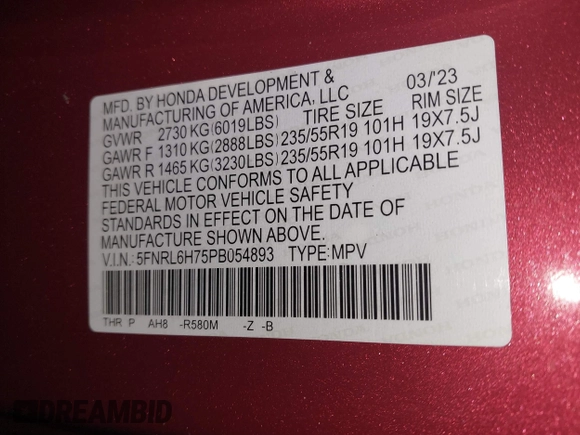 MFD. BY HONDA DEVELOPMENT & 03/'23
MANUFACTURING OF AMERICA, LLC
GVWR 2730 KG(6019LBS) TIRE SIZE RIM SIZE
GAWR F 1310 KG(2888LBS) 235/55R19 101H 19X7.5J
GAWR R 1465 KG(3230LBS) 235/55R19 101H 19X7.5J
THIS VEHICLE CONFORMS TO ALL APPLICABLE
FEDERAL MOTOR VEHICLE SAFETY
STANDARDS IN EFFECT ON THE DATE OF
MANUFACTURE SHOWN ABOVE.
V.I.N.:5FNRL6H75PB054893 TYPE:MPV
THR P AH8 -R580M -Z -B
DREAMBID